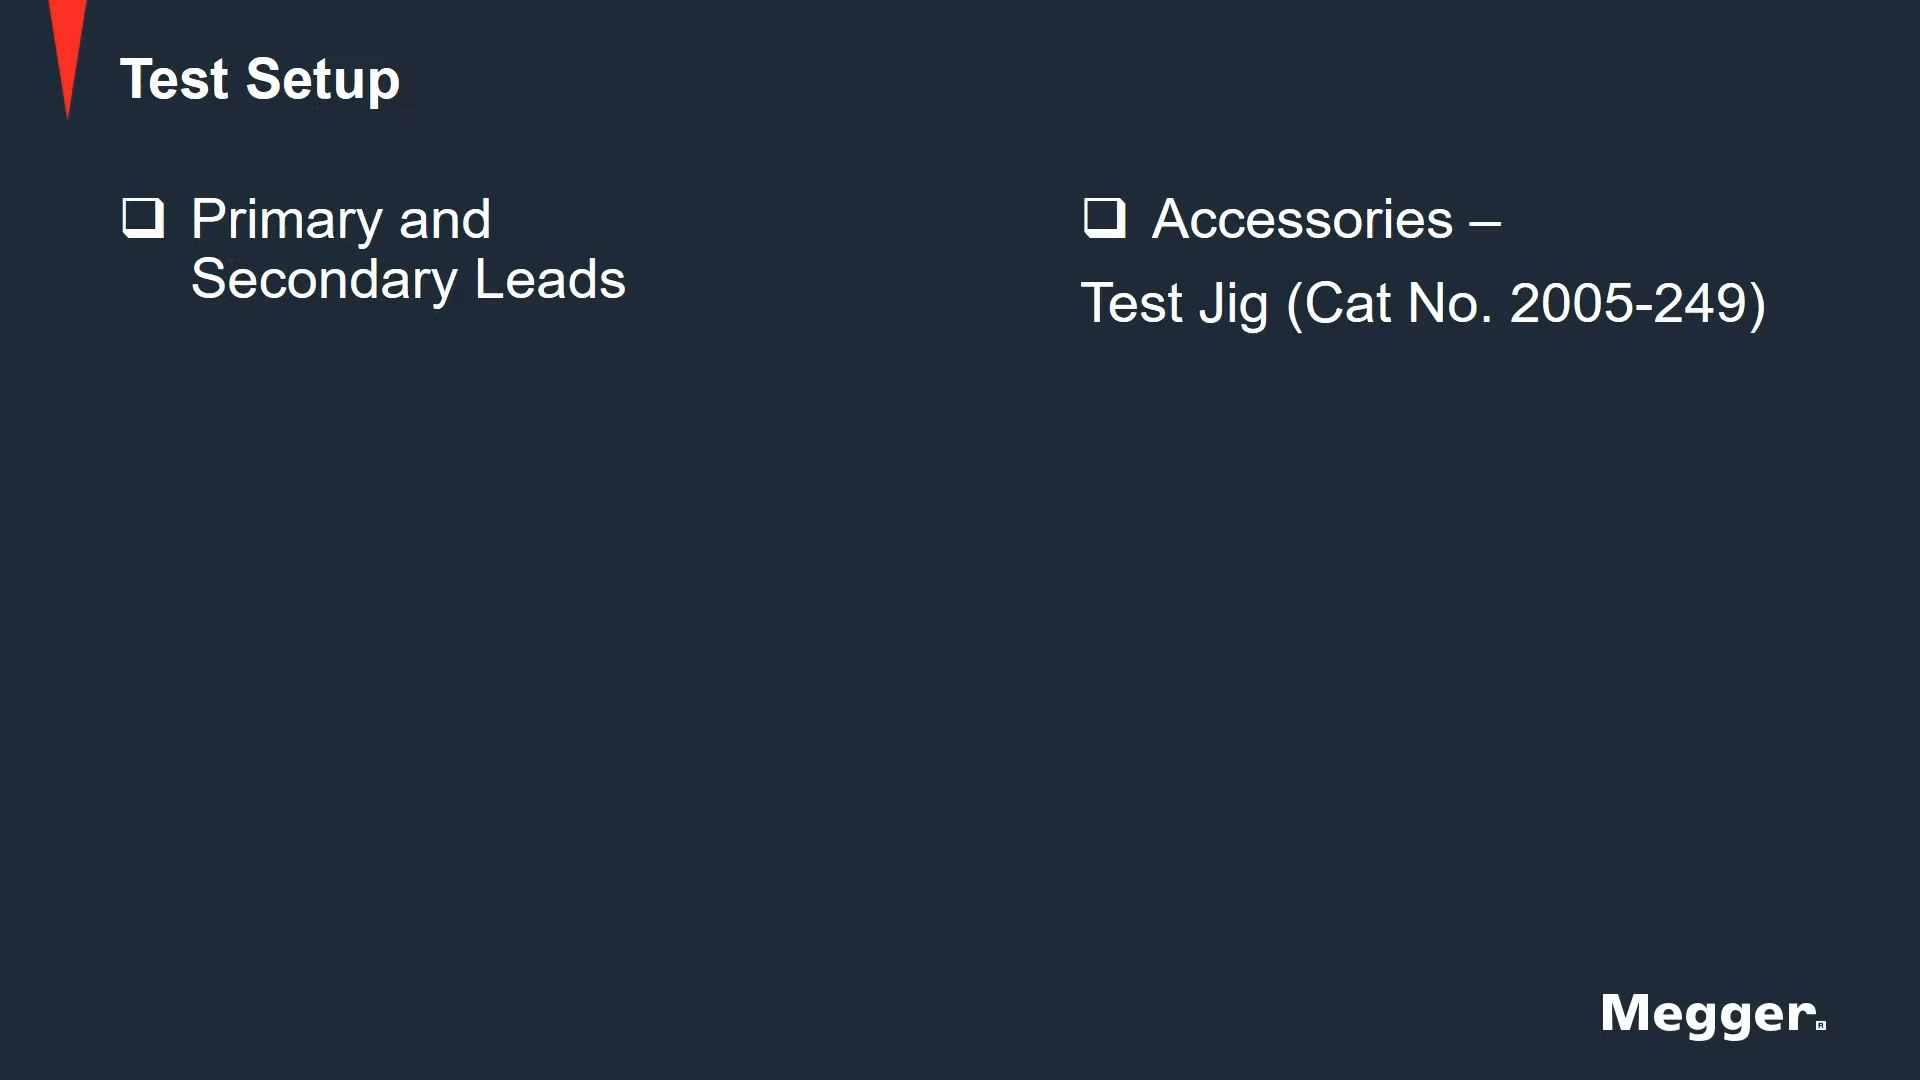 Test Setup
Primary and
Secondary Leads
Accessories –
Test Jig (Cat No. 2005-249)
Megger®